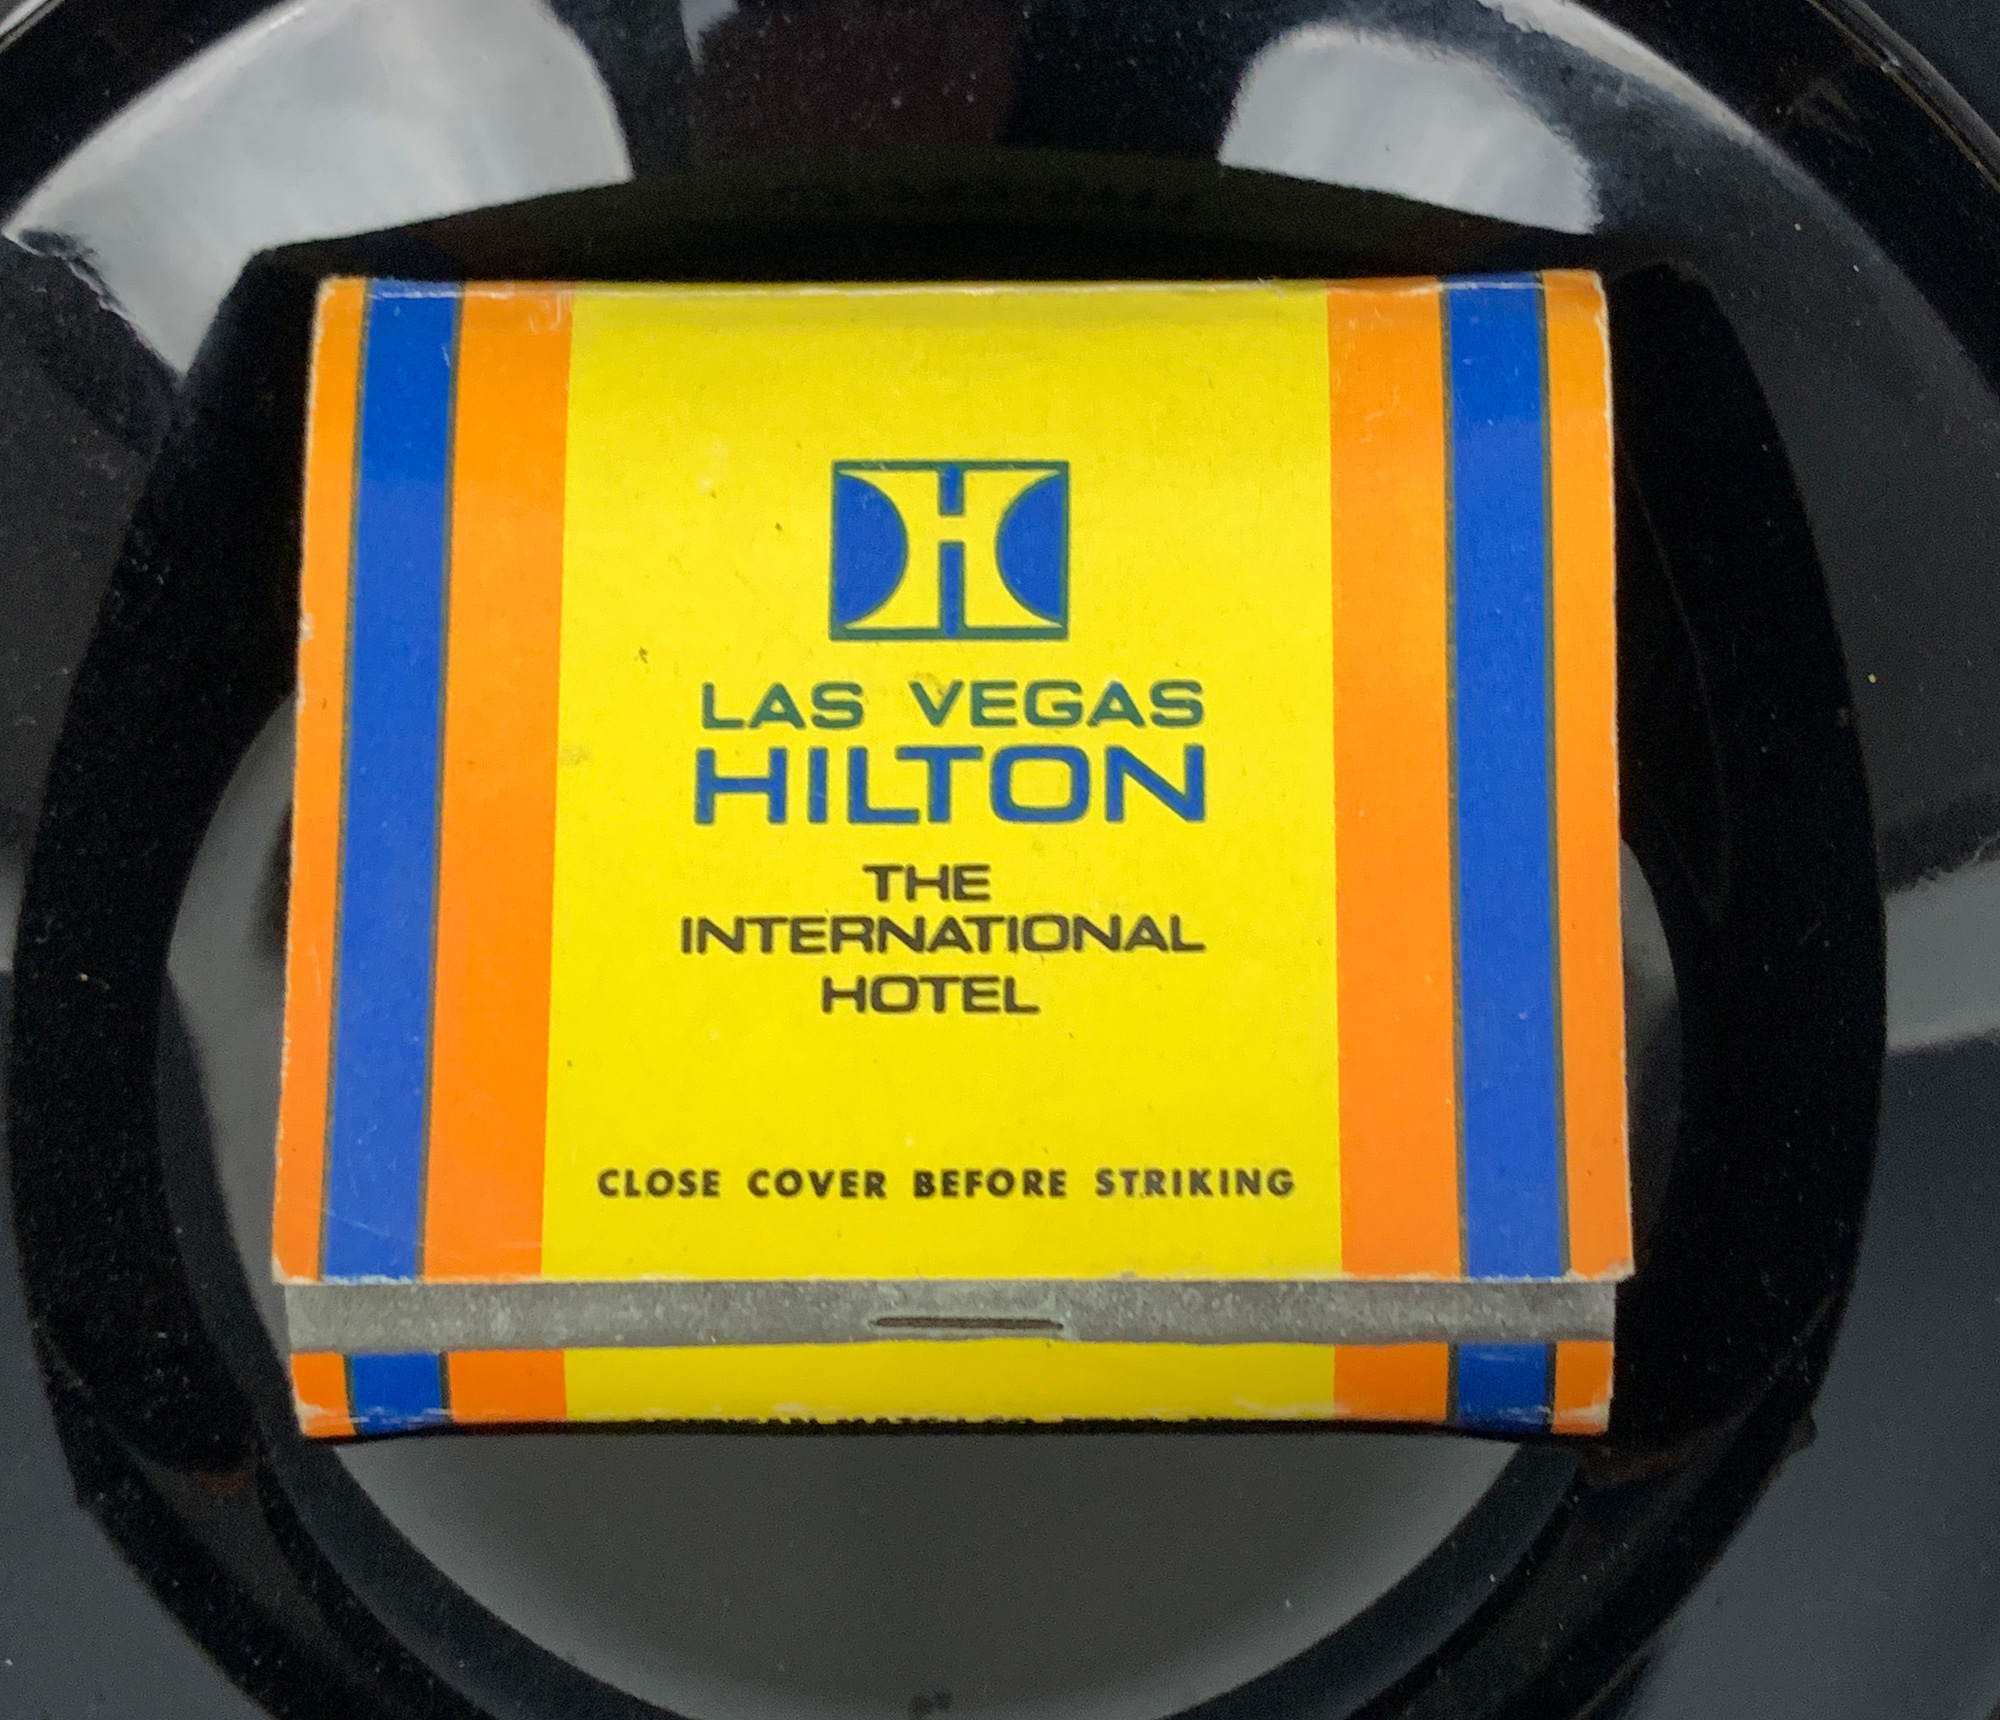 H
LAS VEGAS
HILTON
THE
INTERNATIONAL
HOTEL
CLOSE COVER BEFORE STRIKING